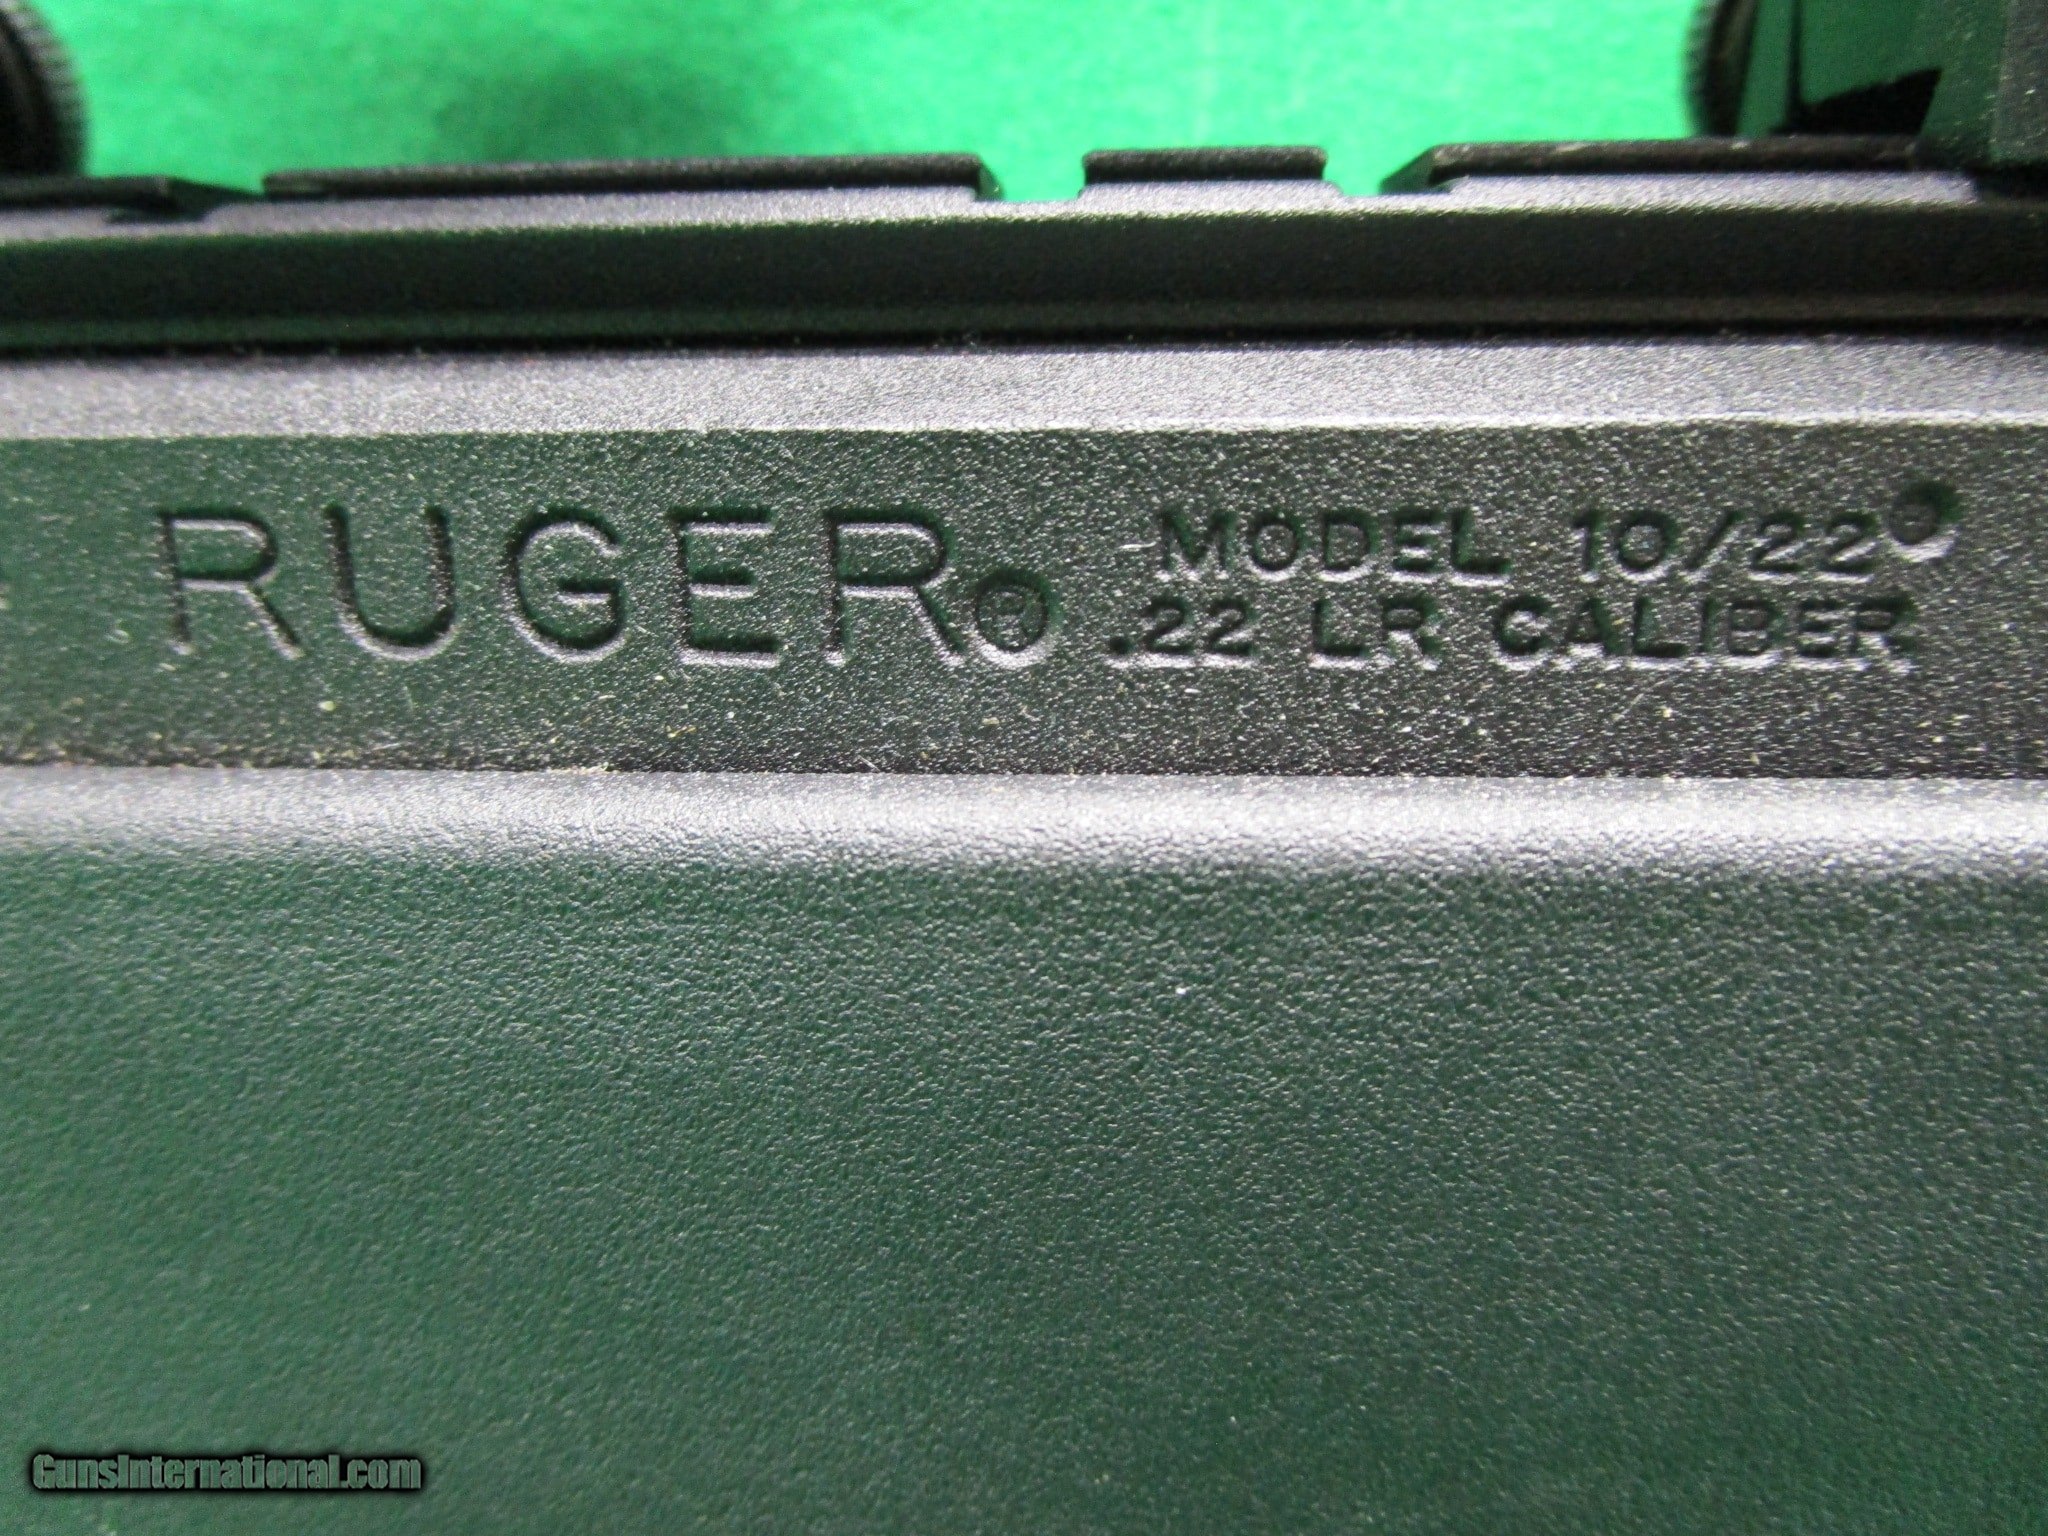 RUGER® MODEL 10/22®
.22 LR CALIBER
GunsInternational.com